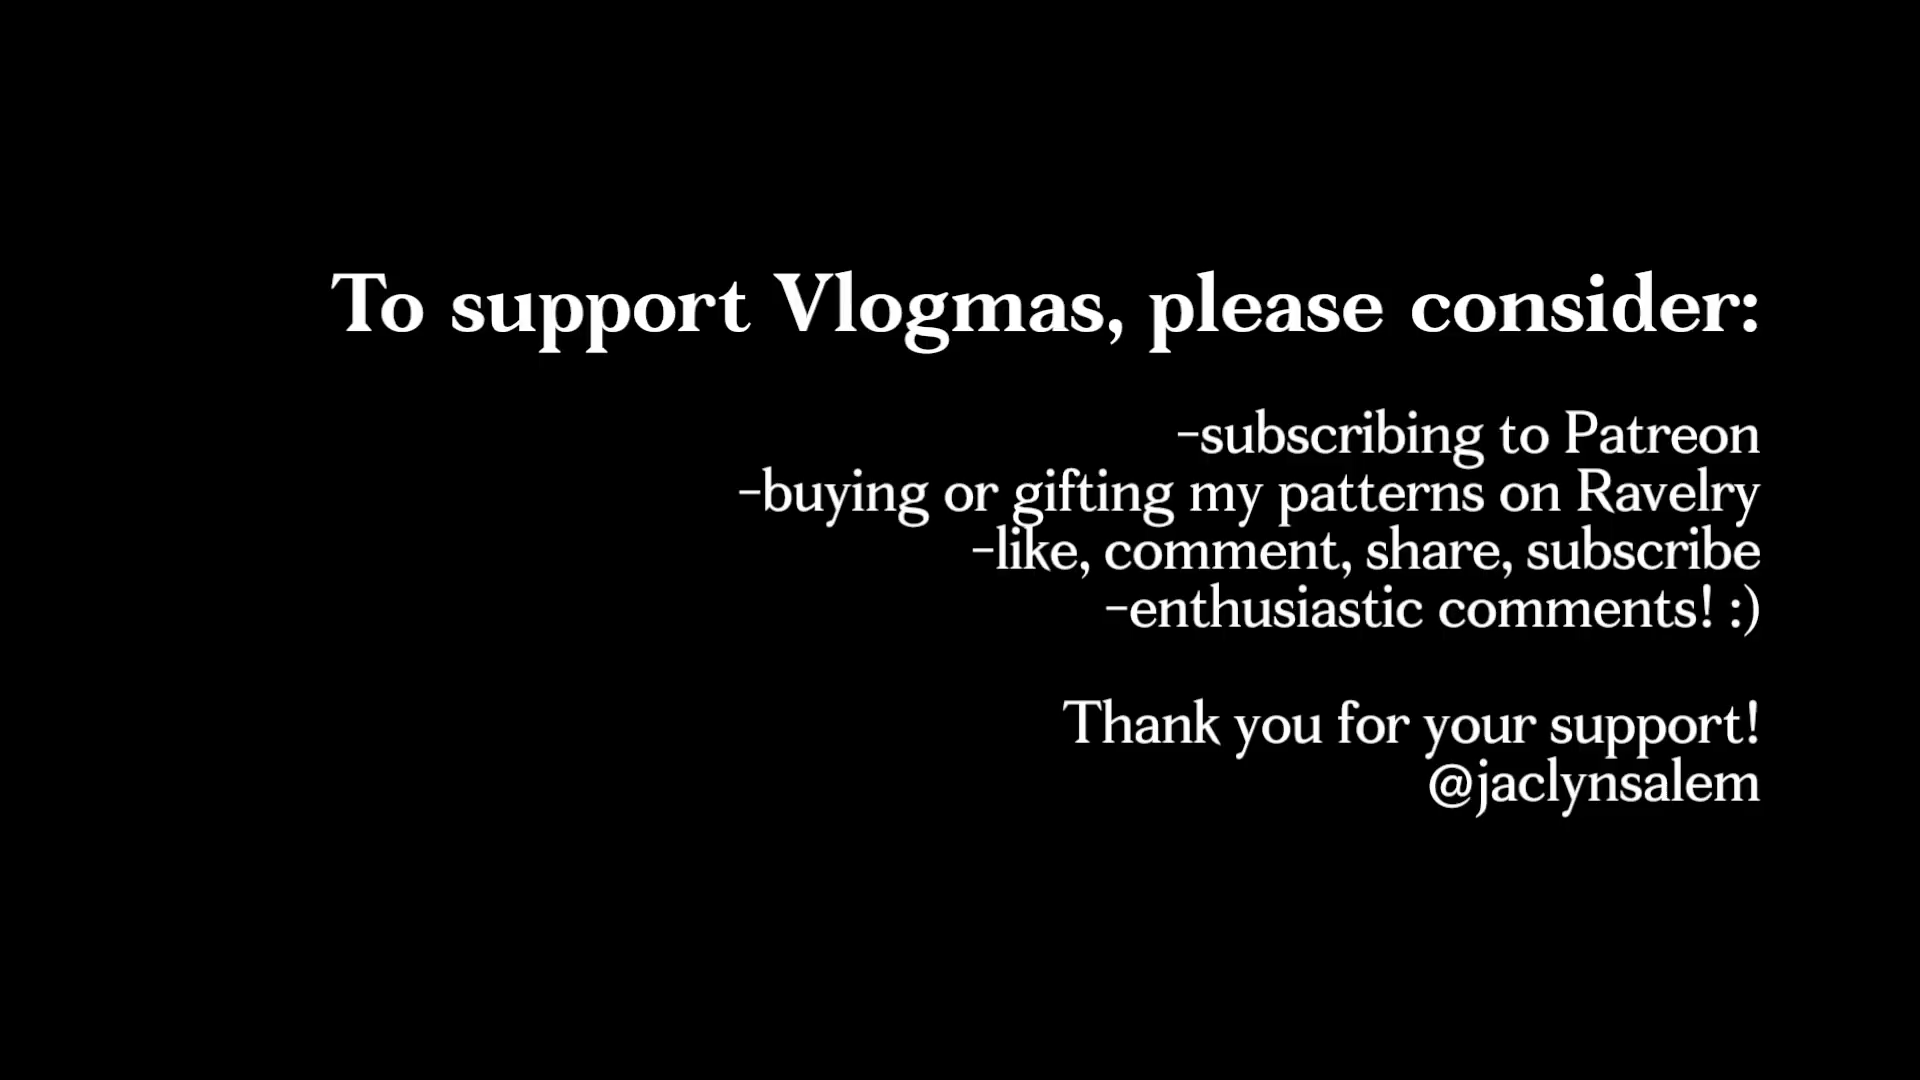 To support Vlogmas, please consider:
-subscribing to Patreon
-buying or gifting my patterns on Ravelry
-like, comment, share, subscribe
-enthusiastic comments! :)
Thank you for your support!
@jaclynsalem